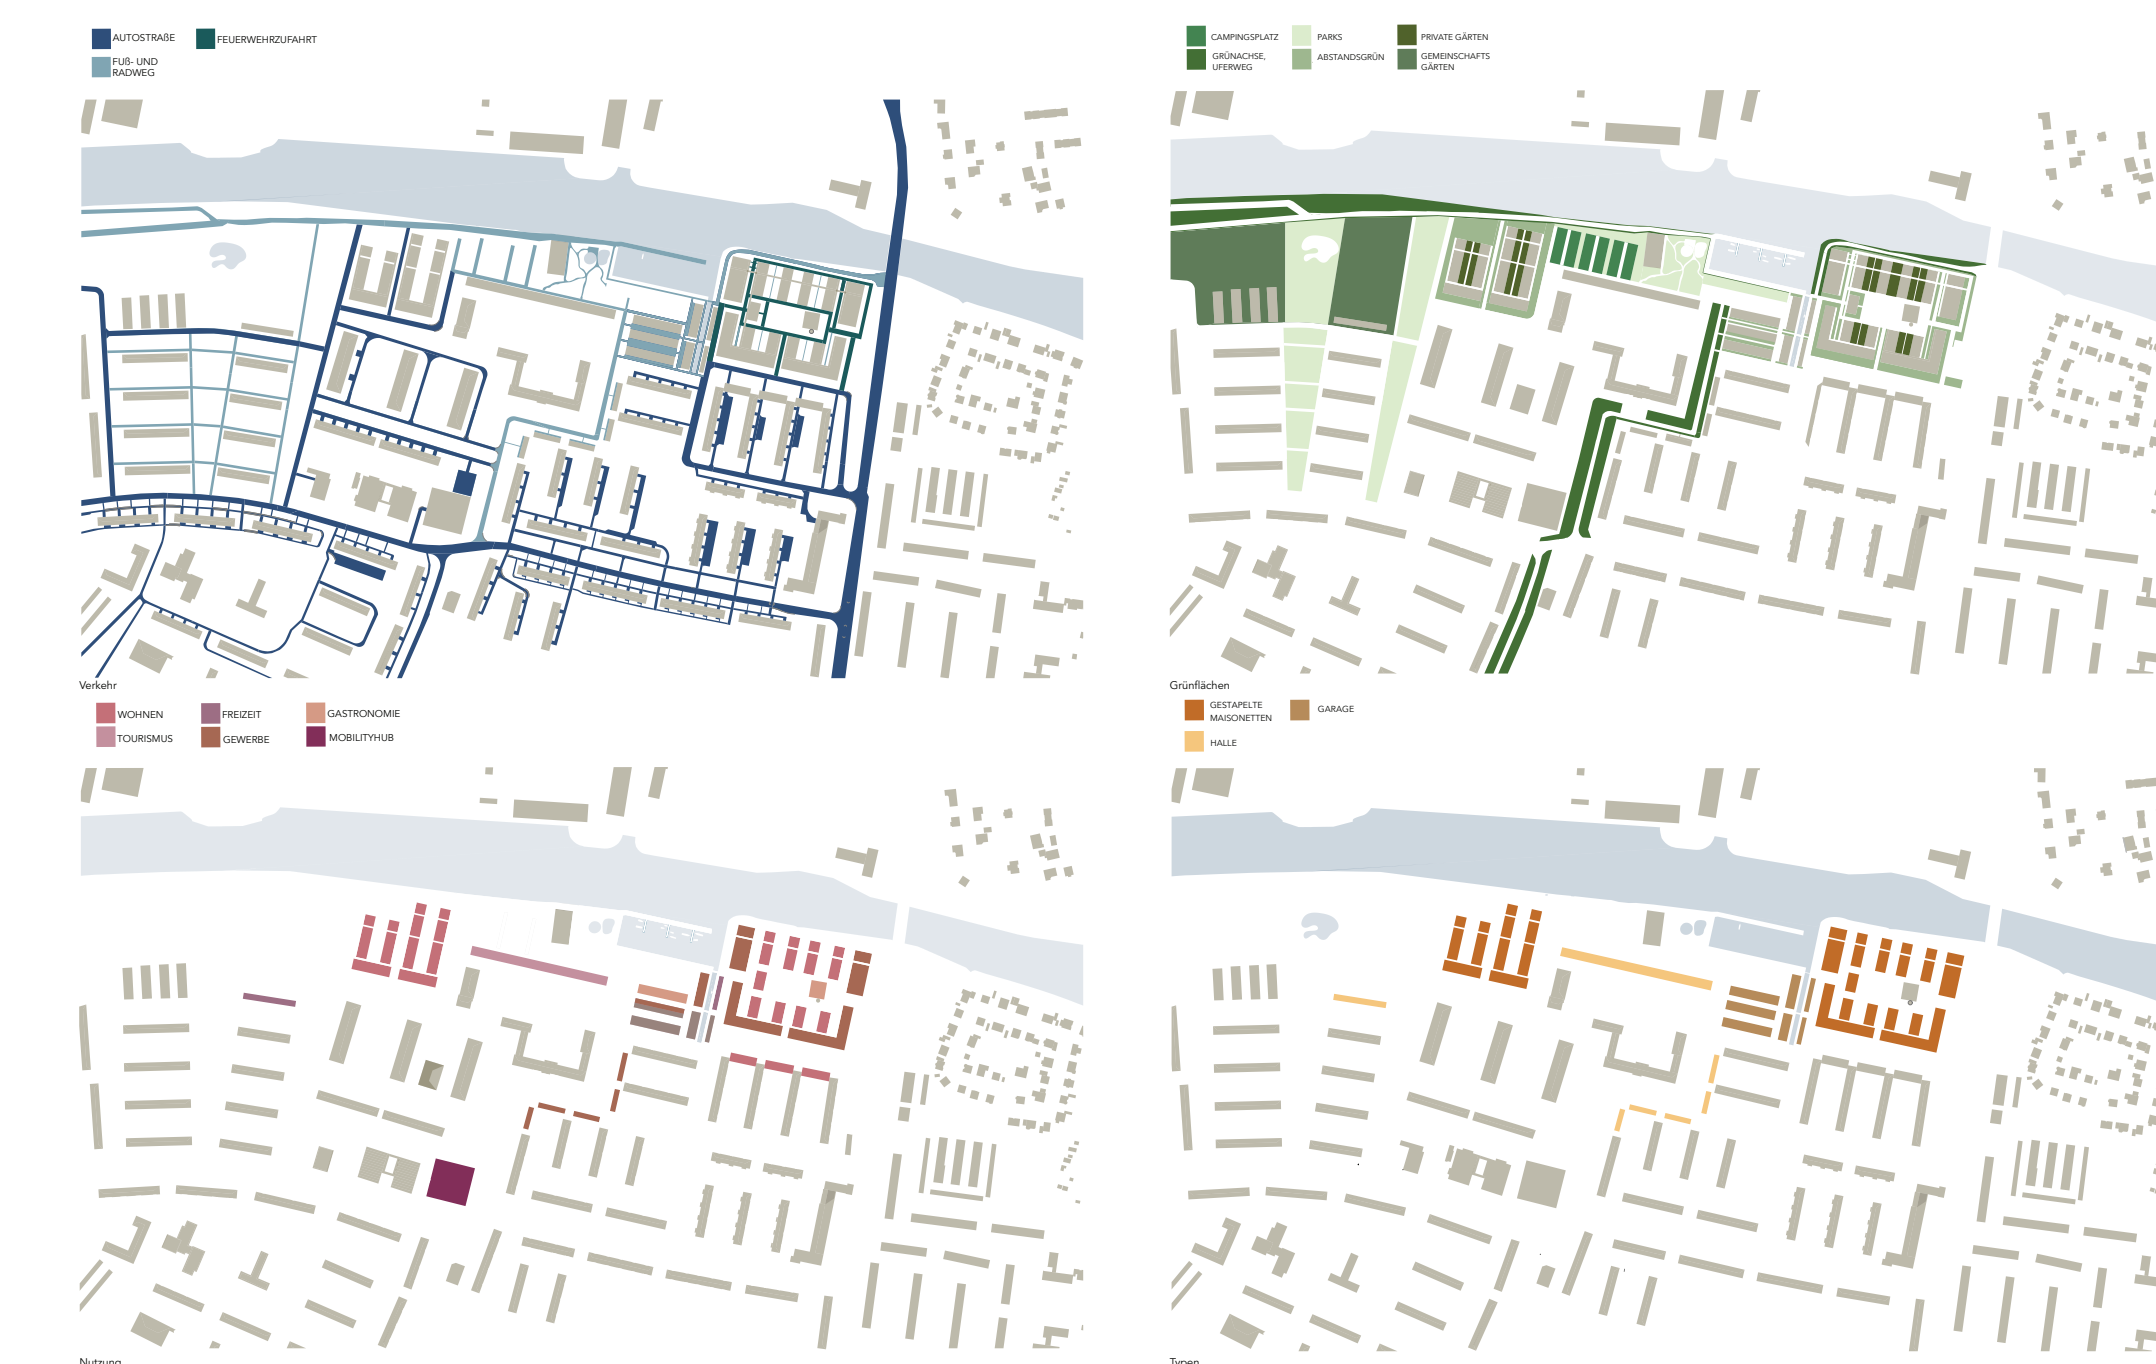 AUTOSTRAßE
FEUERWEHRZUFAHRT
FUß- UND
RADWEG
CAMPINGSPLATZ
PARKS
PRIVATE GÄRTEN
GRÜNACHSE,
UFERWEG
ABSTANDSGRÜN
GEMEINSCHAFTS
GÄRTEN
Verkehr
Grünflächen
WOHNEN
FREIZEIT
GASTRONOMIE
TOURISMUS
GEWERBE
MOBILITYHUB
GESTAPELTE
MAISONETTEN
GARAGE
HALLE
Nutzung
Typen